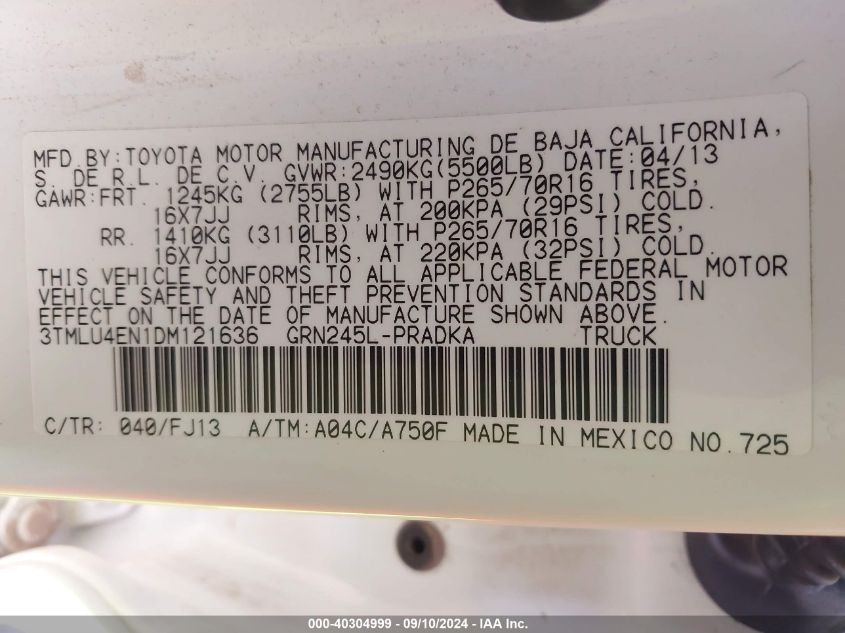 MFD.BY:TOYOTA MOTOR MANUFACTURING DE BAJA CALIFORNIA,
S. DE R.L. DE C.V. GVWR:2490KG(5500LB) DATE:04/13
GAWR:FRT. 1245KG (2755LB) WITH P265/70R16 TIRES,
16X7JJ RIMS, AT 200KPA (29PSI) COLD.
RR. 1410KG (3110LB) WITH P265/70R16 TIRES,
16X7JJ RIMS, AT 220KPA (32PSI) COLD.
THIS VEHICLE CONFORMS TO ALL APPLICABLE FEDERAL MOTOR
VEHICLE SAFETY AND THEFT PREVENTION STANDARDS IN
EFFECT ON THE DATE OF MANUFACTURE SHOWN ABOVE.
3TMLU4EN1DM121636 GRN245L-PRADKA TRUCK
C/TR: 040/FJ13 A/TM:A04C/A750F MADE IN MEXICO NO.725
000-40304999 - 09/10/2024 - IAA Inc.